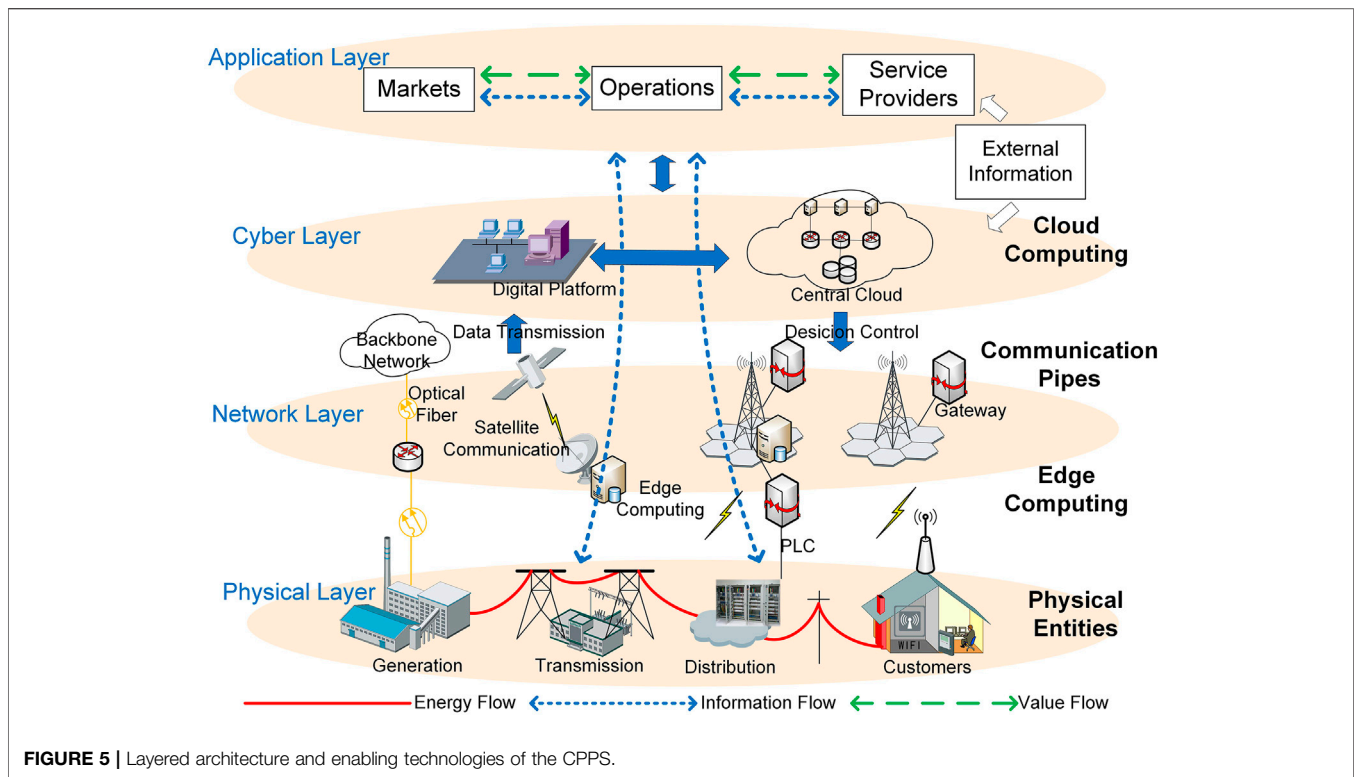 Application Layer
Markets
Operations
Service
Providers
External
Information
Cyber Layer
Cloud
Computing
Digital Platform
Central Cloud
Data Transmission
Desicion Control
Backbone
Network
Communication
Pipes
Optical
Fiber
Network Layer
Gateway
Satellite
Communication
Edge
Computing
Edge
Computing
PLC
Physical Layer
WIFI
Physical
Entities
Generation
Transmission
Distribution
Customers
Energy Flow
Information Flow
Value Flow
FIGURE 5 | Layered architecture and enabling technologies of the CPPS.